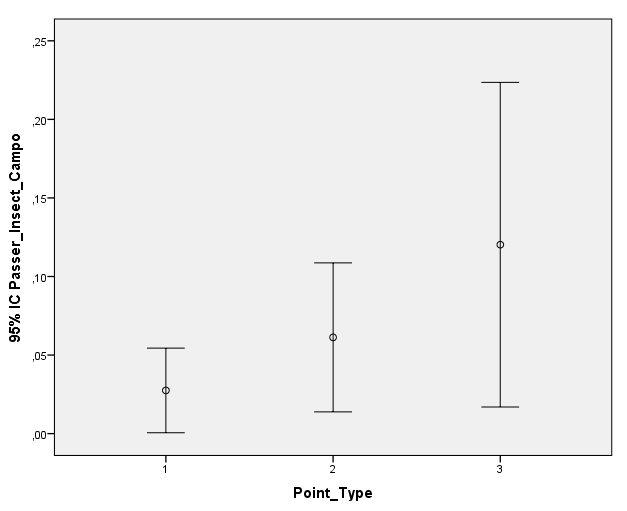 ,25
,20
,15
,10
,05
,00
95% IC Passer_Insect_Campo
1 2 3
Point_Type